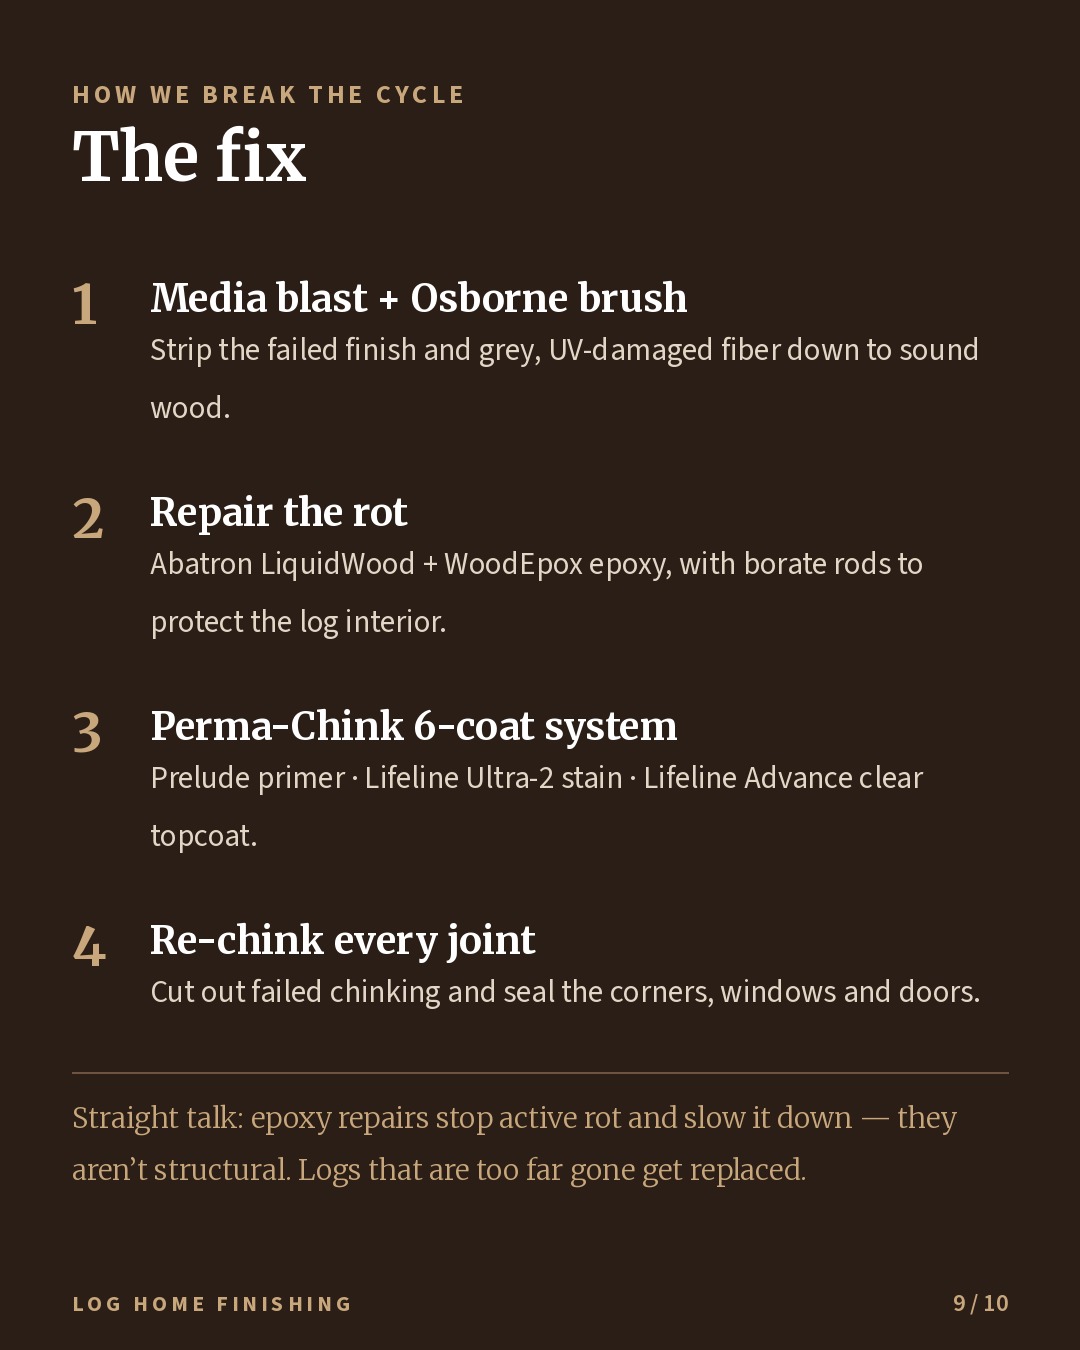 HOW WE BREAK THE CYCLE
The fix
1
Media blast + Osborne brush
Strip the failed finish and grey, UV-damaged fiber down to sound
wood.
2
Repair the rot
Abatron LiquidWood + WoodEpox epoxy, with borate rods to
protect the log interior.
3
Perma-Chink 6-coat system
Prelude primer · Lifeline Ultra-2 stain · Lifeline Advance clear
topcoat.
4
Re-chink every joint
Cut out failed chinking and seal the corners, windows and doors.
Straight talk: epoxy repairs stop active rot and slow it down — they
aren’t structural. Logs that are too far gone get replaced.
LOG HOME FINISHING
9 / 10